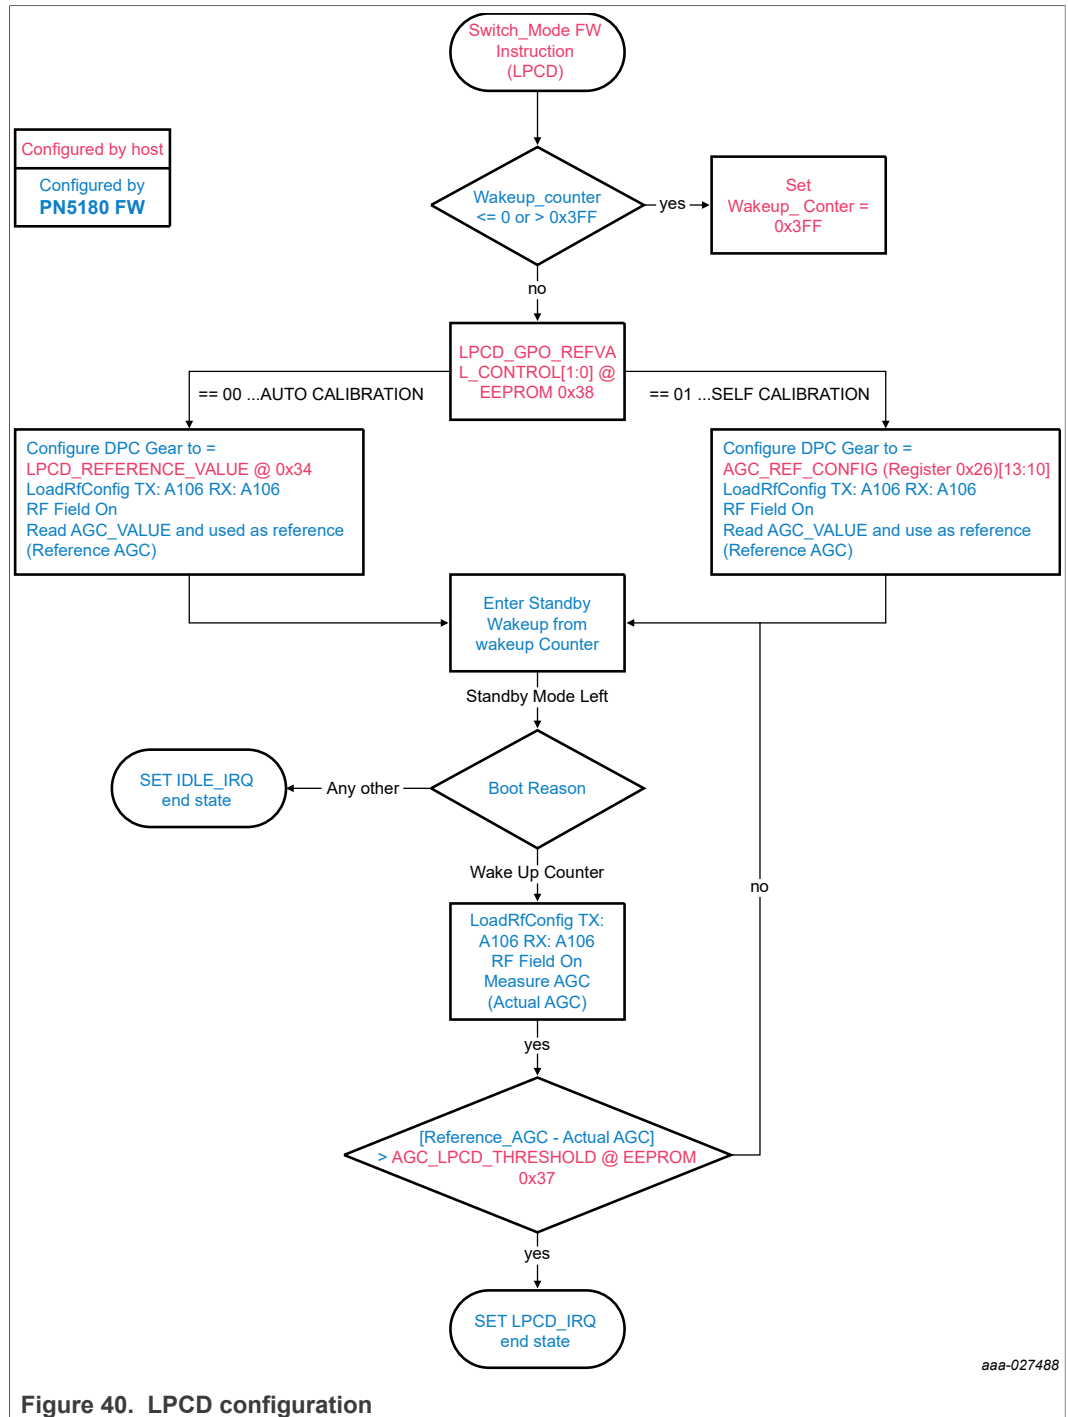 Switch_Mode FW
Instruction
(LPCD)
Configured by host
Configured by
PN5180 FW
Wakeup_counter
<= 0 or > 0x3FF
yes
Set
Wakeup_ Conter =
0x3FF
no
LPCD_GPO_REFVA
L_CONTROL[1:0] @
EEPROM 0x38
== 00 ...AUTO CALIBRATION
== 01 ...SELF CALIBRATION
Configure DPC Gear to =
LPCD_REFERENCE_VALUE @ 0x34
LoadRfConfig TX: A106 RX: A106
RF Field On
Read AGC_VALUE and used as reference
(Reference AGC)
Configure DPC Gear to =
AGC_REF_CONFIG (Register 0x26)[13:10]
LoadRfConfig TX: A106 RX: A106
RF Field On
Read AGC_VALUE and use as reference
(Reference AGC)
Enter Standby
Wakeup from
wakeup Counter
Standby Mode Left
SET IDLE_IRQ
end state
Any other
Boot Reason
Wake Up Counter
no
LoadRfConfig TX:
A106 RX: A106
RF Field On
Measure AGC
(Actual AGC)
yes
[Reference_AGC - Actual AGC]
> AGC_LPCD_THRESHOLD @ EEPROM
0x37
yes
SET LPCD_IRQ
end state
aaa-027488
Figure 40. LPCD configuration